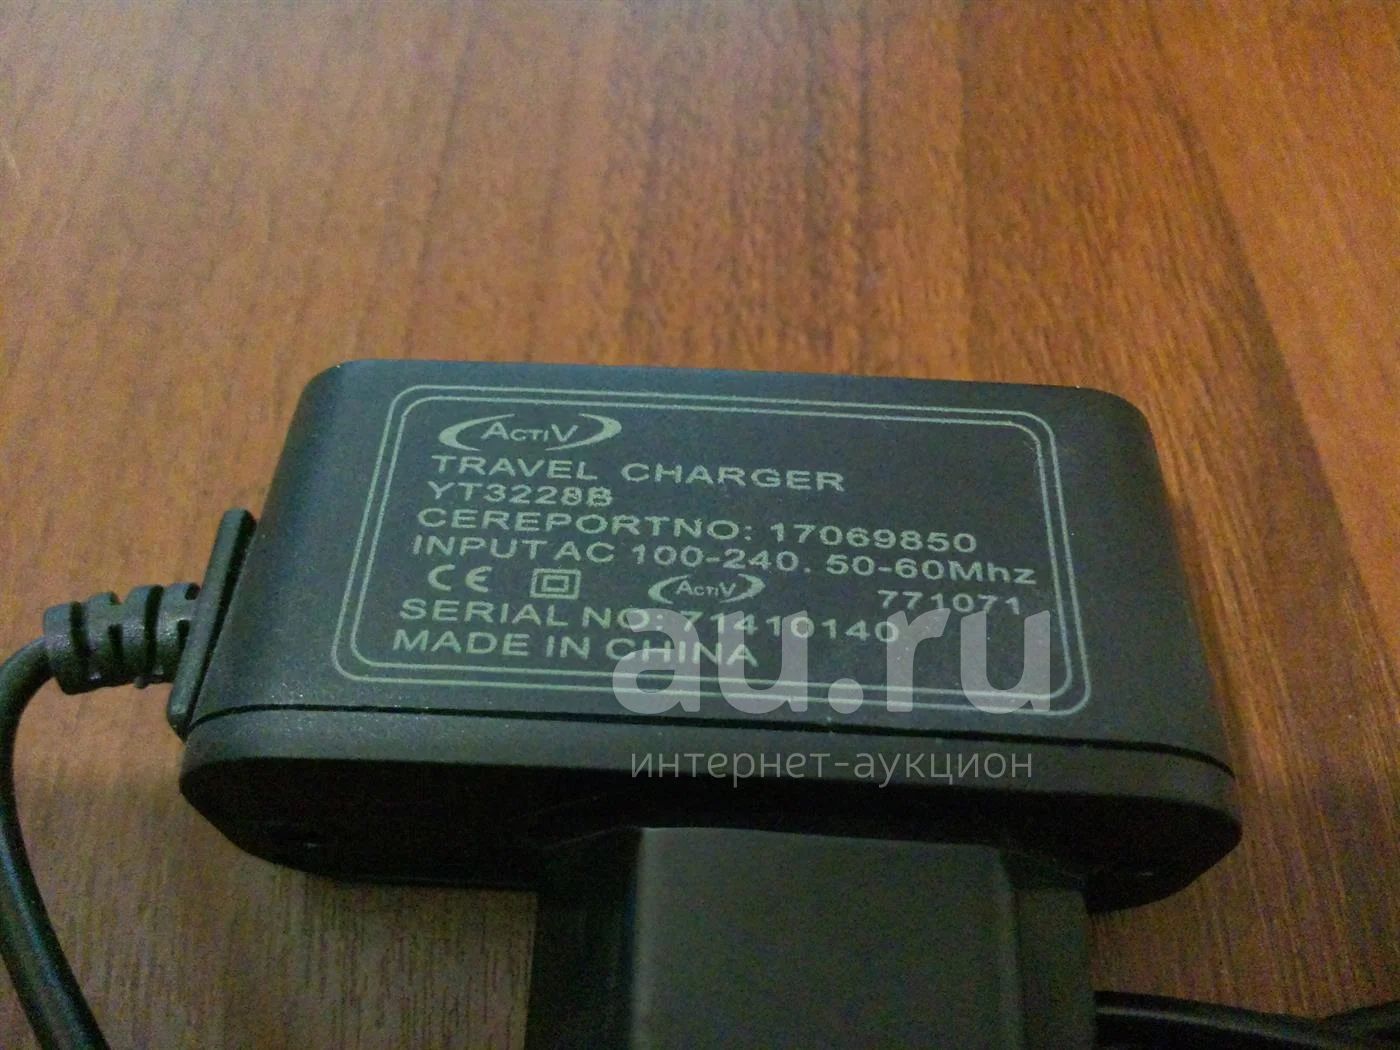 ACTIV
TRAVEL CHARGER
YT3228B
CEREPORTNO: 17069850
INPUT AC 100-240. 50-60Mhz
CE ACTIV 771071
SERIAL NO: 71410140
MADE IN CHINA
au.ru
интернет-аукцион